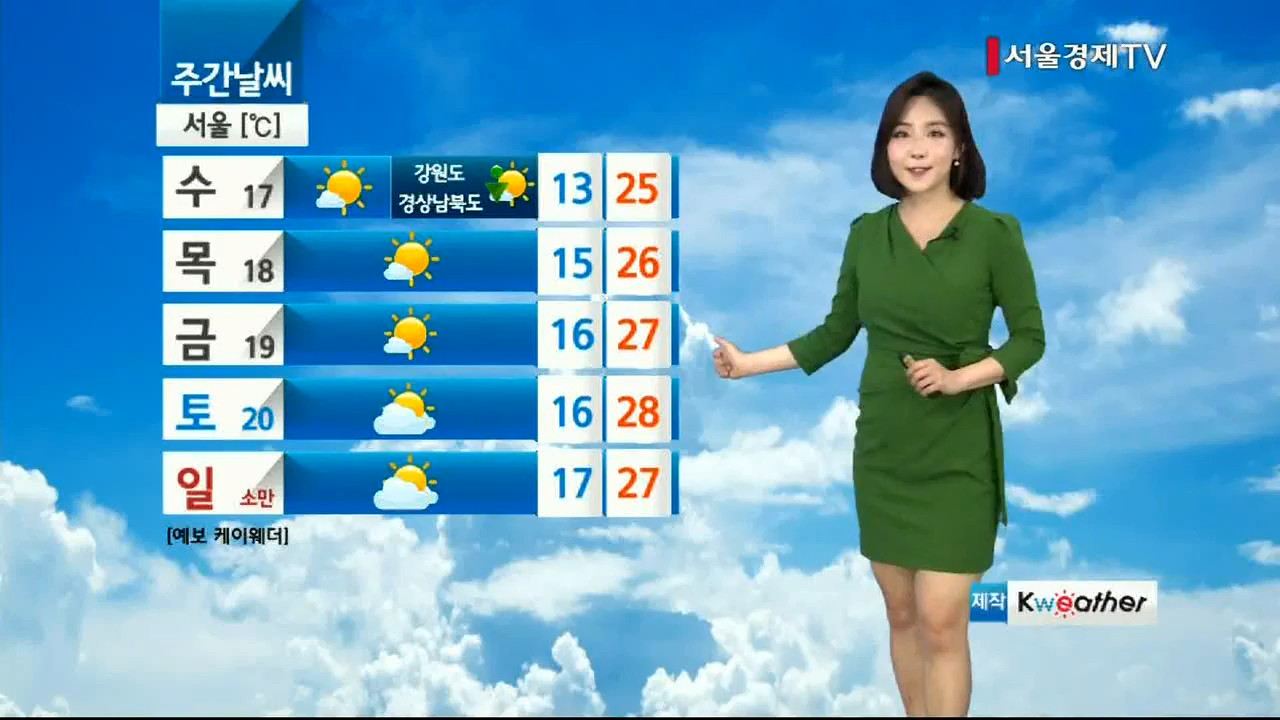 서울경제TV
주간날씨
서울 [℃]
수 17 강원도 경상남북도 13 25
목 18 15 26
금 19 16 27
토 20 16 28
일 소만 17 27
[예보 케이웨더]
제작 Kweather